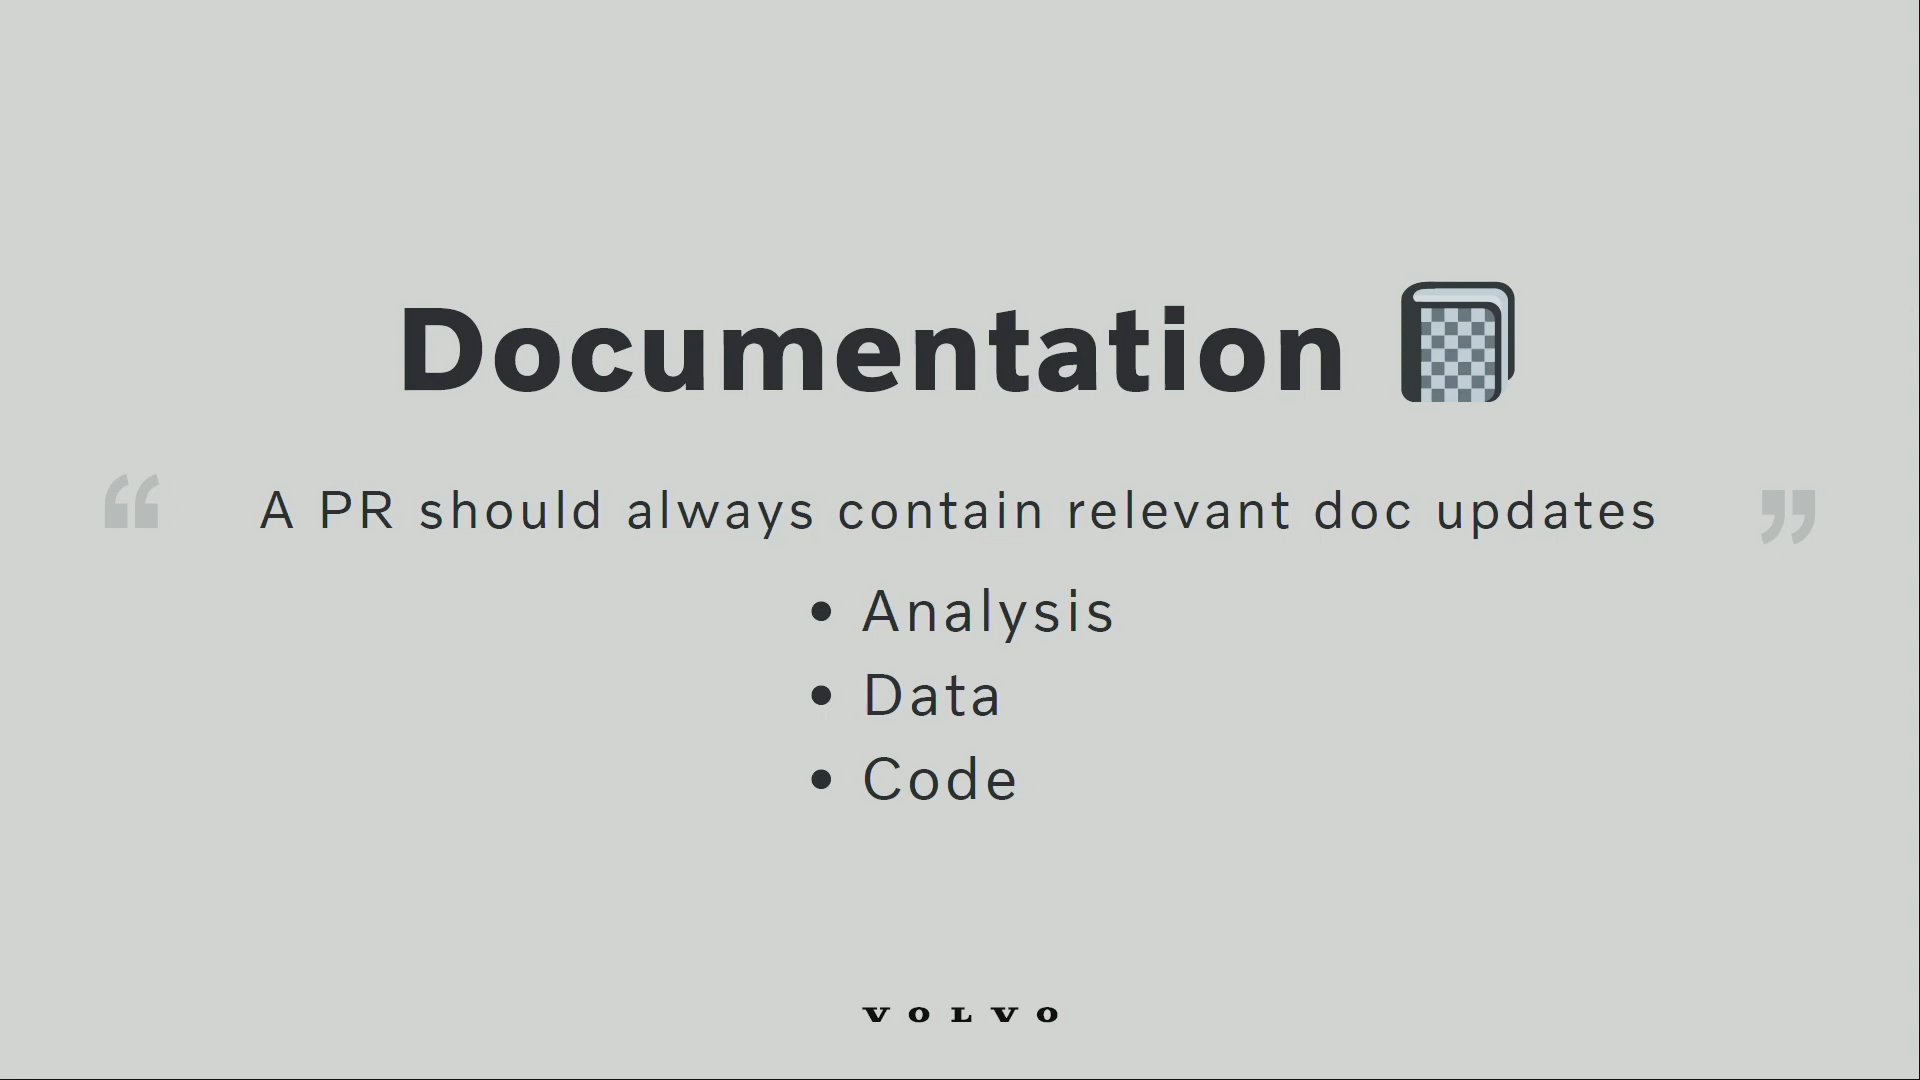 Documentation
“ A PR should always contain relevant doc updates ”
• Analysis
• Data
• Code
VOLVO